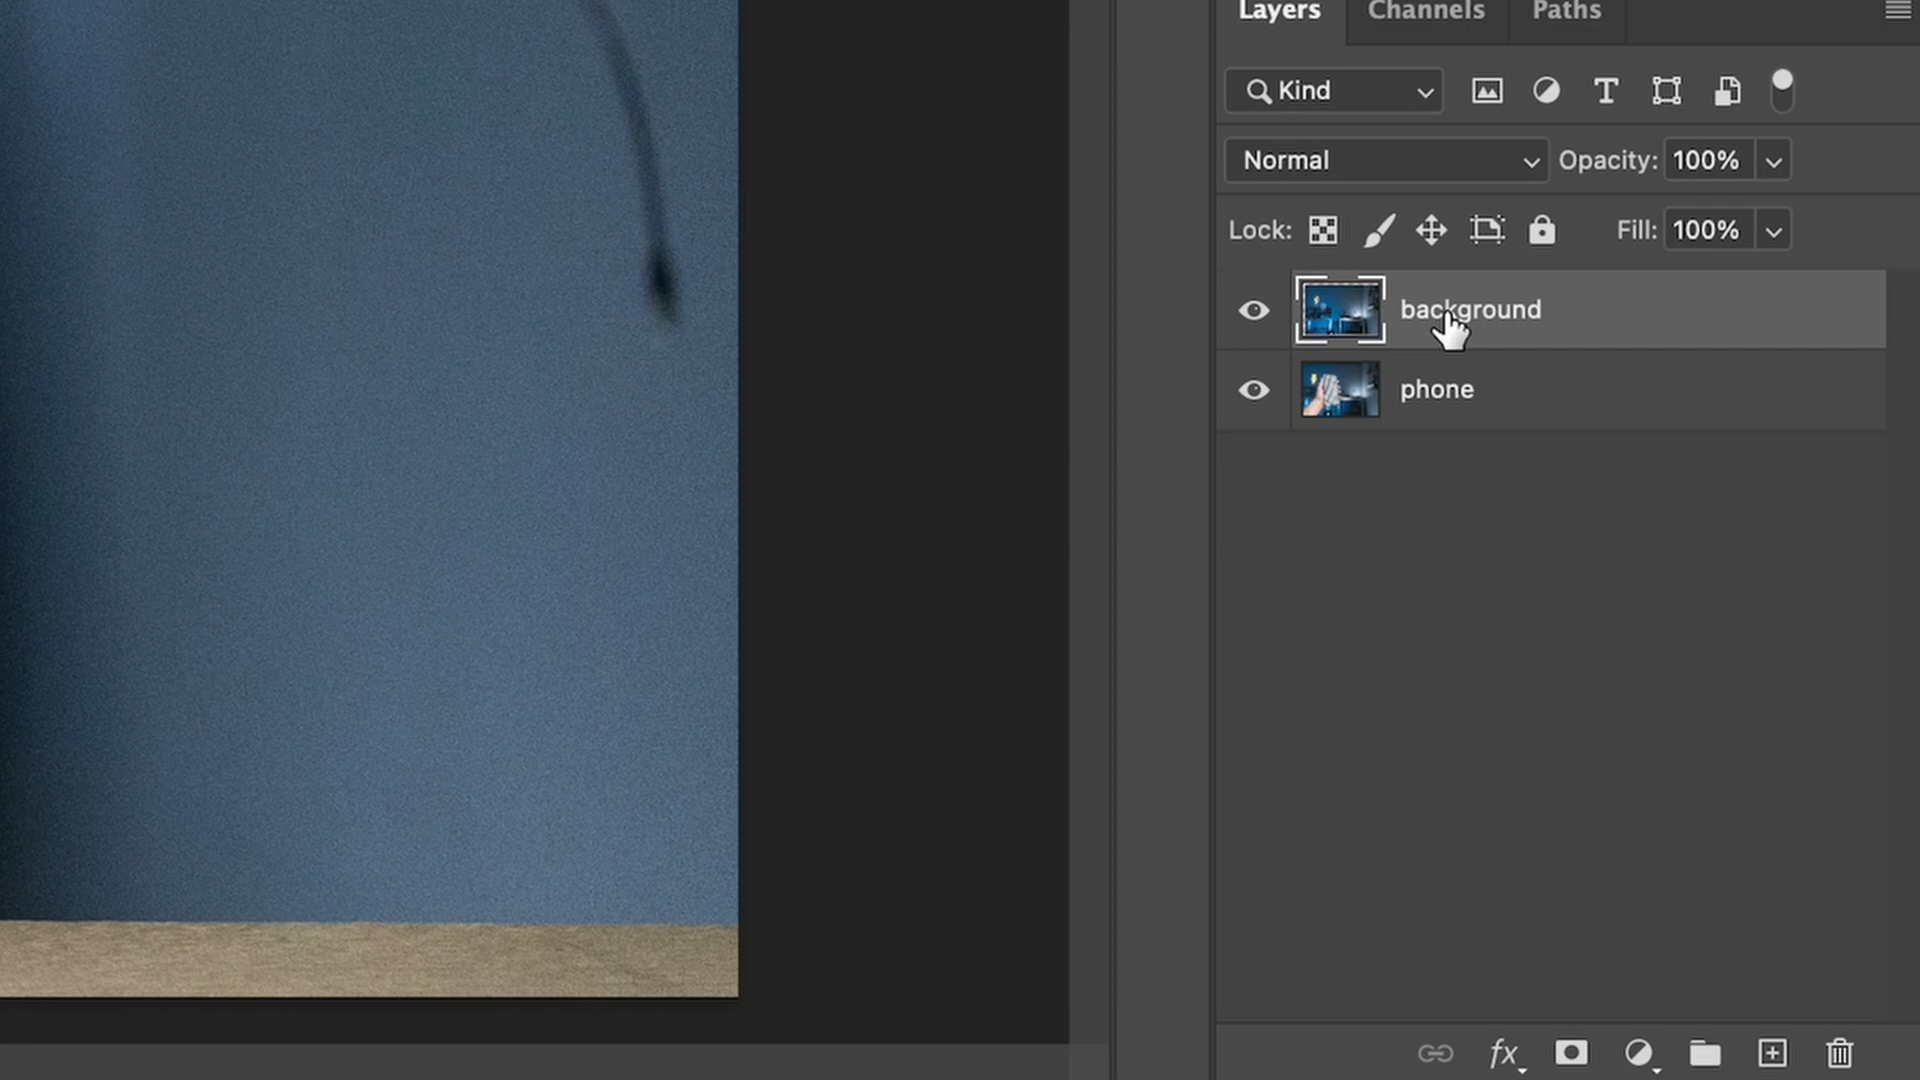 Layers Channels Paths
Kind
Normal Opacity: 100%
Lock: Fill: 100%
background
phone
fx